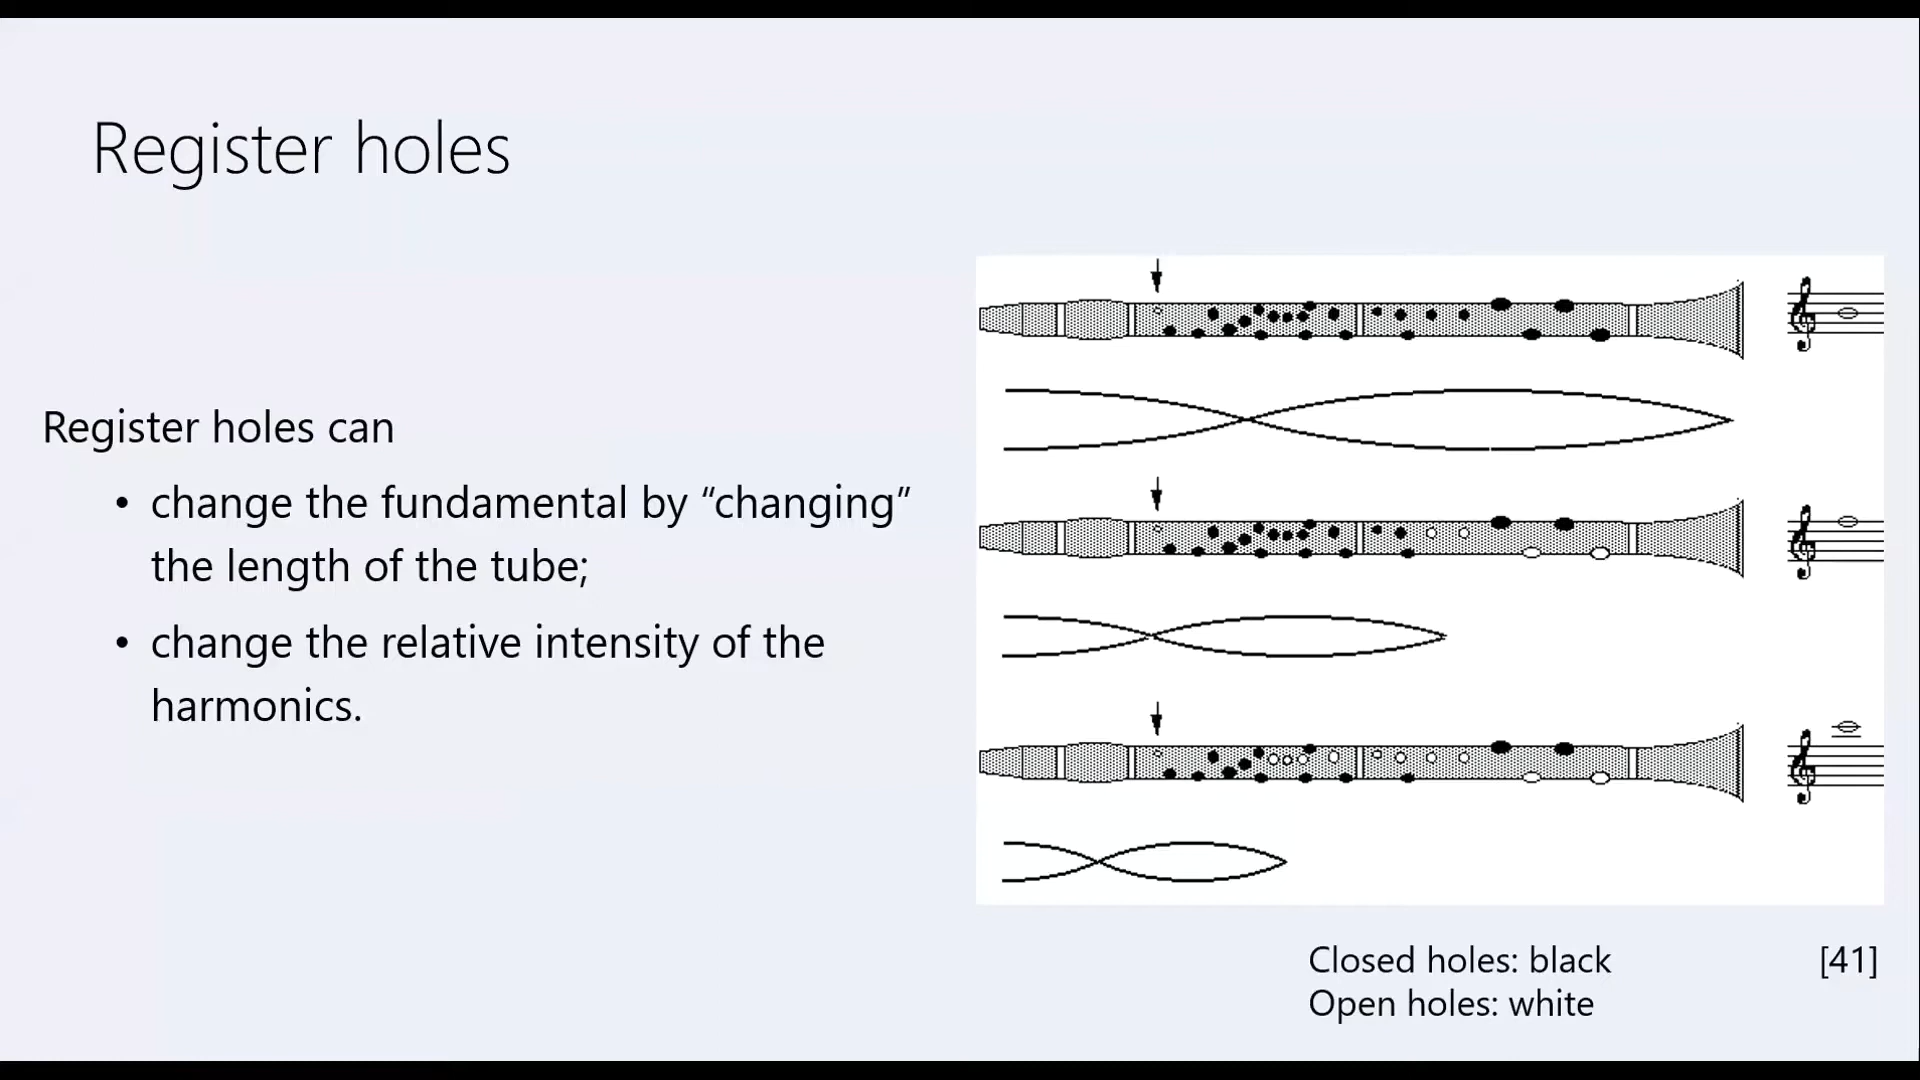 Register holes
Register holes can
• change the fundamental by “changing”
the length of the tube;
• change the relative intensity of the
harmonics.
Closed holes: black
[41]
Open holes: white